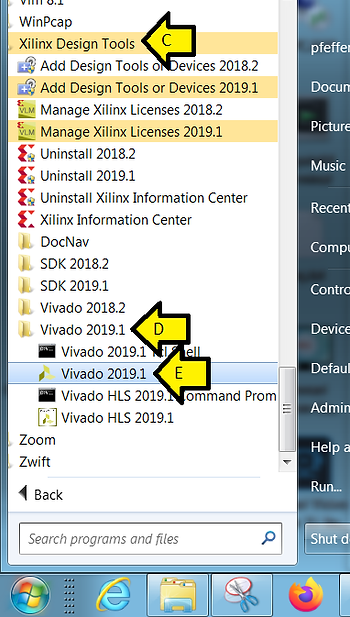 Vim 8.1
WinPcap
Xilinx Design Tools
C
Add Design Tools or Devices 2018.2
Add Design Tools or Devices 2019.1
Manage Xilinx Licenses 2018.2
Manage Xilinx Licenses 2019.1
Uninstall 2018.2
Uninstall 2019.1
Uninstall Xilinx Information Center
Xilinx Information Center
DocNav
SDK 2018.2
SDK 2019.1
Vivado 2018.2
Vivado 2019.1
D
Vivado 2019.1 Tcl Shell
Vivado 2019.1
E
Vivado HLS 2019.1 Command Prom
Vivado HLS 2019.1
Zoom
Zwift
Back
Search programs and files
pfeffer
Docum
Picture
Music
Recent
Compu
Contro
Device
Defaul
Admin
Help a
Run...
Shut d